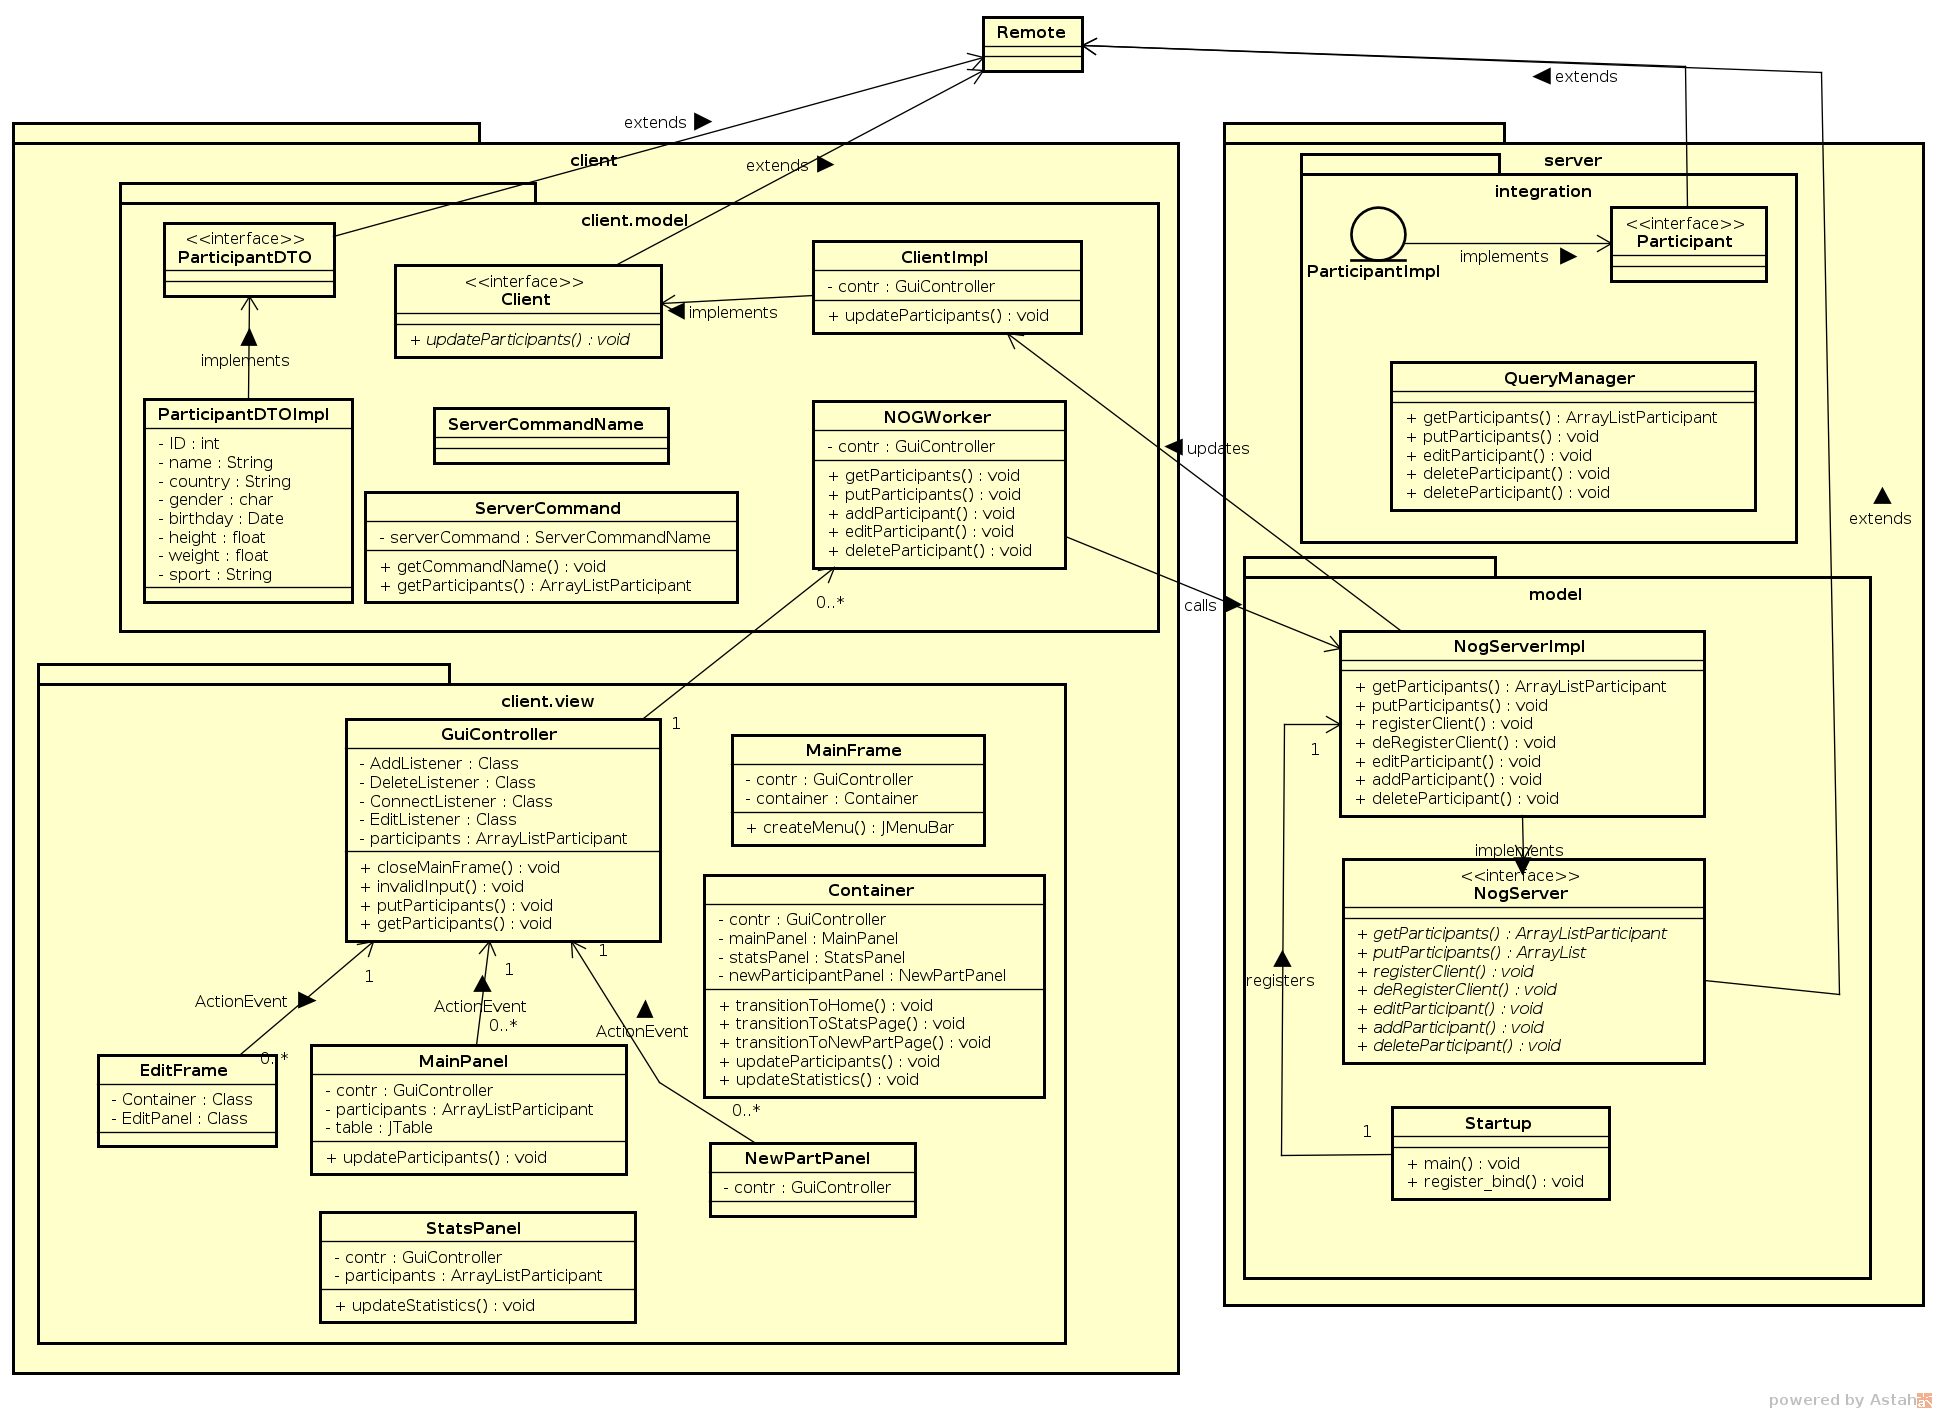 Remote
extends
extends
extends
client
client.model
<<interface>>
ParticipantDTO
<<interface>>
Client
+ updateParticipants() : void
ClientImpl
- contr : GuiController
+ updateParticipants() : void
implements
implements
ParticipantDTOImpl
- ID : int
- name : String
- country : String
- gender : char
- birthday : Date
- height : float
- weight : float
- sport : String
ServerCommandName
ServerCommand
- serverCommand : ServerCommandName
+ getCommandName() : void
+ getParticipants() : ArrayListParticipant
NOGWorker
- contr : GuiController
+ getParticipants() : void
+ putParticipants() : void
+ addParticipant() : void
+ editParticipant() : void
+ deleteParticipant() : void
0..*
updates
calls
client.view
GuiController
- AddListener : Class
- DeleteListener : Class
- ConnectListener : Class
- EditListener : Class
- participants : ArrayListParticipant
+ closeMainFrame() : void
+ invalidInput() : void
+ putParticipants() : void
+ getParticipants() : void
1
MainFrame
- contr : GuiController
- container : Container
+ createMenu() : JMenuBar
Container
- contr : GuiController
- mainPanel : MainPanel
- statsPanel : StatsPanel
- newParticipantPanel : NewPartPanel
+ transitionToHome() : void
+ transitionToStatsPage() : void
+ transitionToNewPartPage() : void
+ updateParticipants() : void
+ updateStatistics() : void
1
1
1
ActionEvent
ActionEvent
ActionEvent
0..*
0..*
0..*
EditFrame
- Container : Class
- EditPanel : Class
MainPanel
- contr : GuiController
- participants : ArrayListParticipant
- table : JTable
+ updateParticipants() : void
NewPartPanel
- contr : GuiController
StatsPanel
- contr : GuiController
- participants : ArrayListParticipant
+ updateStatistics() : void
server
integration
ParticipantImpl
implements
<<interface>>
Participant
QueryManager
+ getParticipants() : ArrayListParticipant
+ putParticipants() : void
+ editParticipant() : void
+ deleteParticipant() : void
+ deleteParticipant() : void
extends
model
NogServerImpl
+ getParticipants() : ArrayListParticipant
+ putParticipants() : void
+ registerClient() : void
+ deRegisterClient() : void
+ editParticipant() : void
+ addParticipant() : void
+ deleteParticipant() : void
1
implements
<<interface>>
NogServer
+ getParticipants() : ArrayListParticipant
+ putParticipants() : ArrayList
+ registerClient() : void
+ deRegisterClient() : void
+ editParticipant() : void
+ addParticipant() : void
+ deleteParticipant() : void
registers
1
Startup
+ main() : void
+ register_bind() : void
powered by Astah